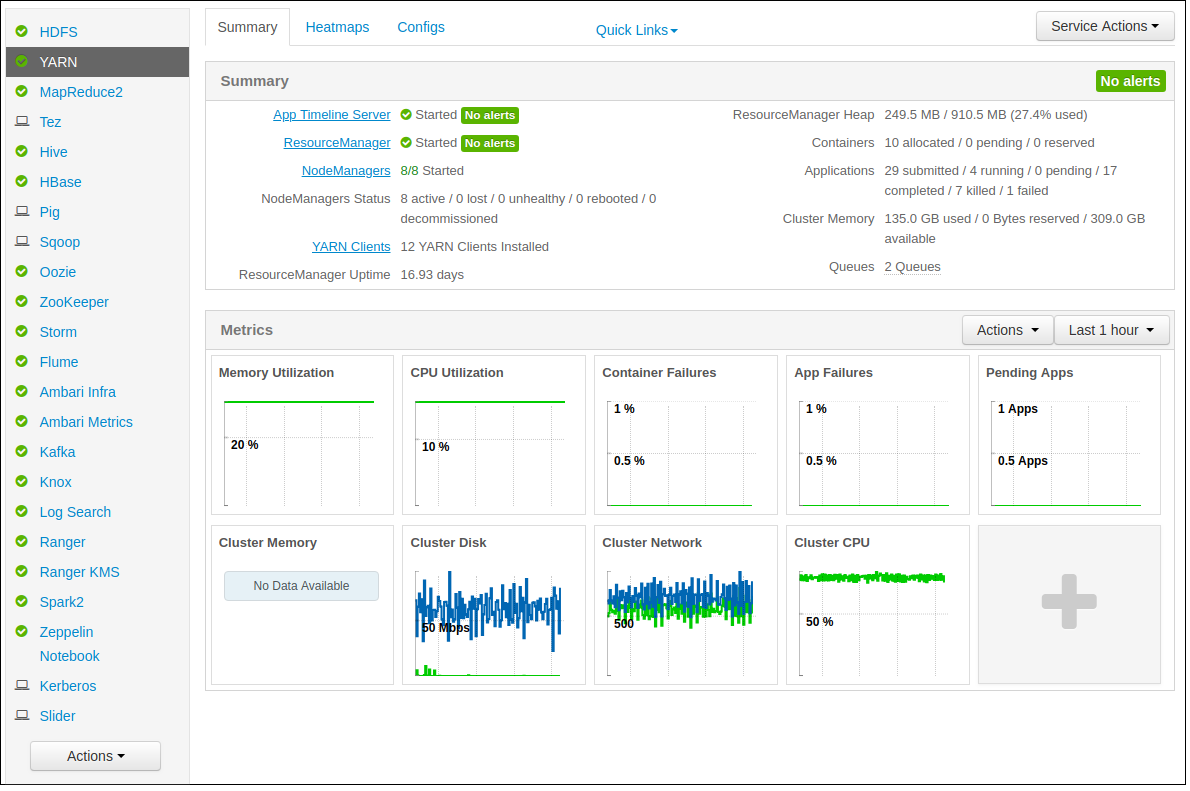 HDFS
YARN
MapReduce2
Tez
Hive
HBase
Pig
Sqoop
Oozie
ZooKeeper
Storm
Flume
Ambari Infra
Ambari Metrics
Kafka
Knox
Log Search
Ranger
Ranger KMS
Spark2
Zeppelin
Notebook
Kerberos
Slider
Actions
Summary Heatmaps Configs Quick Links Service Actions
Summary No alerts
App Timeline Server Started No alerts
ResourceManager Started No alerts
NodeManagers 8/8 Started
NodeManagers Status 8 active / 0 lost / 0 unhealthy / 0 rebooted / 0
decommissioned
YARN Clients 12 YARN Clients Installed
ResourceManager Uptime 16.93 days
ResourceManager Heap 249.5 MB / 910.5 MB (27.4% used)
Containers 10 allocated / 0 pending / 0 reserved
Applications 29 submitted / 4 running / 0 pending / 17
completed / 7 killed / 1 failed
Cluster Memory 135.0 GB used / 0 Bytes reserved / 309.0 GB
available
Queues 2 Queues
Metrics Actions Last 1 hour
Memory Utilization
20 %
CPU Utilization
10 %
Container Failures
1 %
0.5 %
App Failures
1 %
0.5 %
Pending Apps
1 Apps
0.5 Apps
Cluster Memory
No Data Available
Cluster Disk
50 Mbps
Cluster Network
500
Cluster CPU
50 %